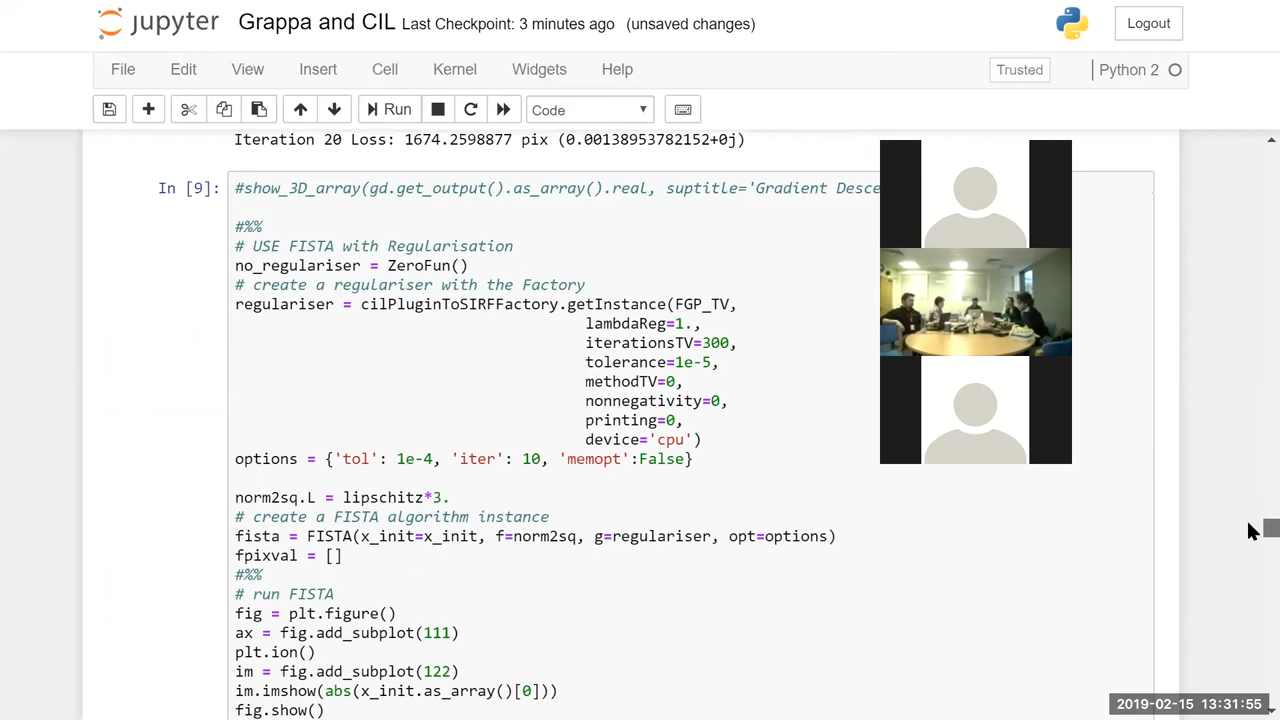 jupyter Grappa and CIL Last Checkpoint: 3 minutes ago (unsaved changes) Logout
File Edit View Insert Cell Kernel Widgets Help Trusted Python 2
Run Code
Iteration 20 Loss: 1674.2598877 pix (0.00138953782152+0j)
In [9]: #show_3D_array(gd.get_output().as_array().real, suptitle='Gradient Desce
#%%
# USE FISTA with Regularisation
no_regulariser = ZeroFun()
# create a regulariser with the Factory
regulariser = cilPluginToSIRFFactory.getInstance(FGP_TV,
lambdaReg=1.,
iterationsTV=300,
tolerance=1e-5,
methodTV=0,
nonnegativity=0,
printing=0,
device='cpu')
options = {'tol': 1e-4, 'iter': 10, 'memopt':False}
norm2sq.L = lipschitz*3.
# create a FISTA algorithm instance
fista = FISTA(x_init=x_init, f=norm2sq, g=regulariser, opt=options)
fpixval = []
#%%
# run FISTA
fig = plt.figure()
ax = fig.add_subplot(111)
plt.ion()
im = fig.add_subplot(122)
im.imshow(abs(x_init.as_array()[0]))
fig.show()
2019-02-15 13:31:55